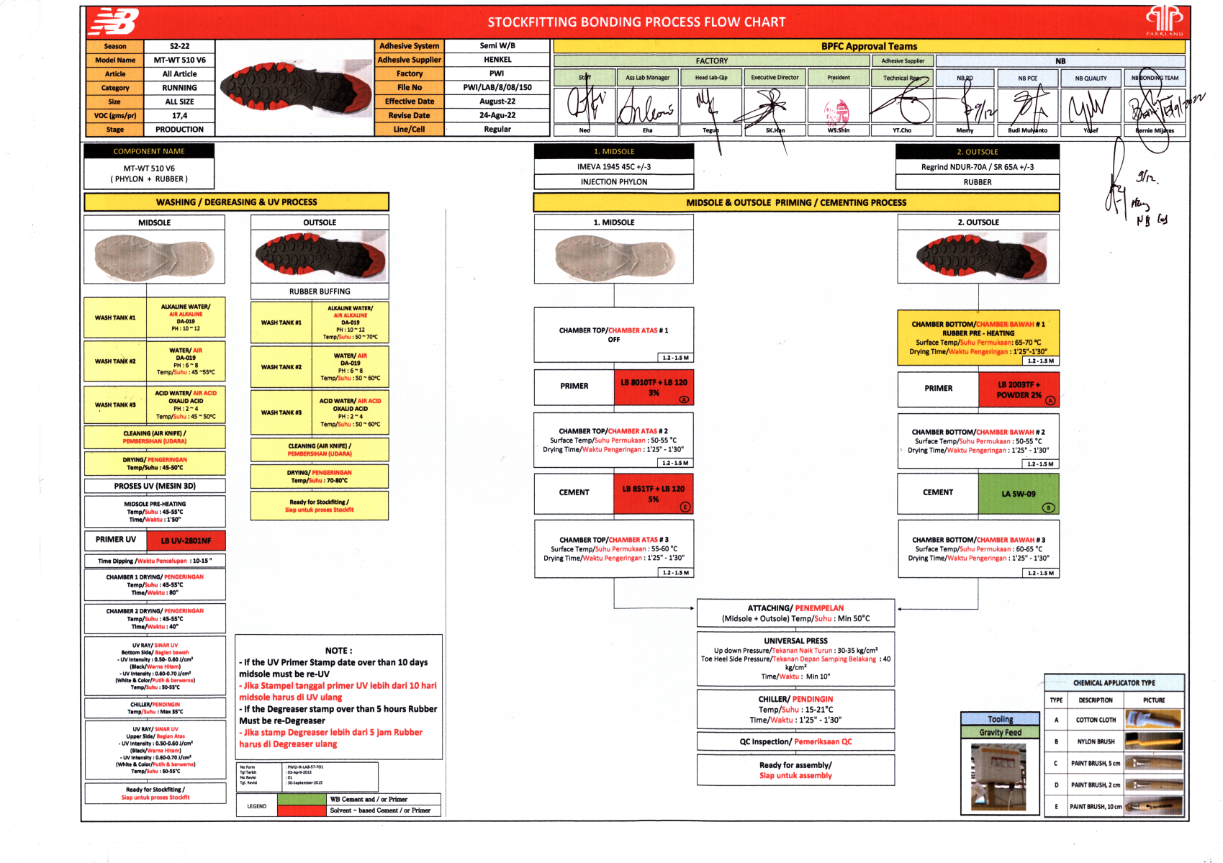 NB
STOCKFITTING BONDING PROCESS FLOW CHART
PARKLAND
Season
S2-22
Model Name
MT-WT 510 V6
Article
All Article
Category
RUNNING
Size
ALL SIZE
VOC (gms/pr)
17,4
Stage
PRODUCTION
Adhesive System
Semi W/B
Adhesive Supplier
HENKEL
Factory
PWI
File No
PWI/LAB/8/08/150
Effective Date
August-22
Revise Date
24-Agu-22
Line/Cell
Regular
BPFC Approval Teams
FACTORY
Adhesive Supplier
NB
Staff
Ass Lab Manager
Head Lab-Qip
Executive Director
President
Technical Rep.
NB PD
NB PCE
NB QUALITY
NB BONDING TEAM
Neo
Eha
Teguh
SK.Han
WS.Shin
YT.Cho
Merry
Budi Mulyanto
Yosef
Bernie Mijares
9/12
9/12.
COMPONENT NAME
MT-WT 510 V6
( PHYLON + RUBBER )
1. MIDSOLE
IMEVA 1945 45C +/-3
INJECTION PHYLON
2. OUTSOLE
Regrind NDUR-70A / SR 65A +/-3
RUBBER
WASHING / DEGREASING & UV PROCESS
MIDSOLE
OUTSOLE
RUBBER BUFFING
WASH TANK #1
ALKALINE WATER/
AIR ALKALINE
DA-019
PH : 10 ~ 12
WASH TANK #2
WATER/ AIR
DA-019
PH : 6 ~ 8
Temp/Suhu : 45 ~55°C
WASH TANK #3
ACID WATER/ AIR ACID
OXALID ACID
PH : 2 ~ 4
Temp/Suhu : 45 ~ 50°C
CLEANING (AIR KNIFE) /
PEMBERSIHAN (UDARA)
DRYING/ PENGERINGAN
Temp/Suhu : 45-50°C
PROSES UV (MESIN 3D)
MIDSOLE PRE-HEATING
Temp/Suhu : 45-55°C
Time/Waktu : 1'50"
PRIMER UV
LB UV-2801NF
Time Dipping /Waktu Pencelupan : 10-15 "
CHAMBER 1 DRYING/ PENGERINGAN
Temp/Suhu : 45-55°C
Time/Waktu : 80"
CHAMBER 2 DRYING/ PENGERINGAN
Temp/Suhu : 45-55°C
Time/Waktu : 40"
UV RAY/ SINAR UV
Bottom Side/ Bagian bawah
- UV Intensity : 0.50- 0.60 J/cm²
(Black/Warna Hitam)
- UV Intensity : 0.60-0.70 J/cm²
(White & Color/Putih & berwarna)
Temp/Suhu : 50-55°C
CHILLER/PENDINGIN
Temp/Suhu : Max 35°C
UV RAY/ SINAR UV
Upper Side/ Bagian Atas
- UV Intensity : 0.50-0.60 J/cm²
(Black/Warna Hitam)
- UV Intensity : 0.60-0.70 J/cm²
(White & Color/Putih & berwarna)
Temp/Suhu : 50-55°C
Ready for Stockfiting /
Siap untuk proses Stockfit
WASH TANK #1
ALKALINE WATER/
AIR ALKALINE
DA-019
PH : 10 ~ 12
Temp/Suhu : 50 ~ 70°C
WASH TANK #2
WATER/ AIR
DA-019
PH : 6 ~ 8
Temp/Suhu : 50 ~ 60°C
WASH TANK #3
ACID WATER/ AIR ACID
OXALID ACID
PH : 2 ~ 4
Temp/Suhu : 50 ~ 60°C
CLEANING (AIR KNIFE) /
PEMBERSIHAN (UDARA)
DRYING/ PENGERINGAN
Temp/Suhu : 70-80°C
Ready for Stockfiting /
Siap untuk proses Stockfit
NOTE :
- If the UV Primer Stamp date over than 10 days
midsole must be re-UV
- Jika Stampel tanggal primer UV lebih dari 10 hari
midsole harus di UV ulang
- If the Degreaser stamp over than 5 hours Rubber
Must be re-Degreaser
- Jika stamp Degreaser lebih dari 5 jam Rubber
harus di Degreaser ulang
No Form : PWD-N-LAB-57-701
Tgl Terbit : 02-April-2012
No Revisi : 01
Tgl. Revisi : 30-September-2015
LEGEND
WB Cement and / or Primer
Solvent – based Cement / or Primer
MIDSOLE & OUTSOLE PRIMING / CEMENTING PROCESS
1. MIDSOLE
2. OUTSOLE
CHAMBER TOP/CHAMBER ATAS # 1
OFF
1.2 - 1.5 M
PRIMER
LB 8010TF + LB 120
3%
A
CHAMBER TOP/CHAMBER ATAS # 2
Surface Temp/Suhu Permukaan : 50-55 °C
Drying Time/Waktu Pengeringan : 1'25" - 1'30"
1.2 - 1.5 M
CEMENT
LB 851TF + LB 120
5%
E
CHAMBER TOP/CHAMBER ATAS # 3
Surface Temp/Suhu Permukaan : 55-60 °C
Drying Time/Waktu Pengeringan : 1'25" - 1'30"
1.2 - 1.5 M
CHAMBER BOTTOM/CHAMBER BAWAH # 1
RUBBER PRE - HEATING
Surface Temp/Suhu Permukaan: 65-70 °C
Drying Time/Waktu Pengeringan : 1'25"-1'30"
1.2 - 1.5 M
PRIMER
LB 2003TF +
POWDER 2%
A
CHAMBER BOTTOM/CHAMBER BAWAH # 2
Surface Temp/Suhu Permukaan : 50-55 °C
Drying Time/Waktu Pengeringan : 1'25" - 1'30"
1.2 - 1.5 M
CEMENT
LA 5W-09
B
CHAMBER BOTTOM/CHAMBER BAWAH # 3
Surface Temp/Suhu Permukaan : 60-65 °C
Drying Time/Waktu Pengeringan : 1'25" - 1'30"
1.2 - 1.5 M
ATTACHING/ PENEMPELAN
(Midsole + Outsole) Temp/Suhu : Min 50°C
UNIVERSAL PRESS
Up down Pressure/Tekanan Naik Turun : 30-35 kg/cm²
Toe Heel Side Pressure/Tekanan Depan Samping Belakang : 40
kg/cm²
Time/Waktu : Min 10"
CHILLER/ PENDINGIN
Temp/Suhu : 15-21°C
Time/Waktu : 1'25" - 1'30"
QC Inspection/ Pemeriksaan QC
Ready for assembly/
Siap untuk assembly
Tooling
Gravity Feed
CHEMICAL APPLICATOR TYPE
TYPE
DESCRIPTION
PICTURE
A
COTTON CLOTH
B
NYLON BRUSH
C
PAINT BRUSH, 5 cm
D
PAINT BRUSH, 2 cm
E
PAINT BRUSH, 10 cm